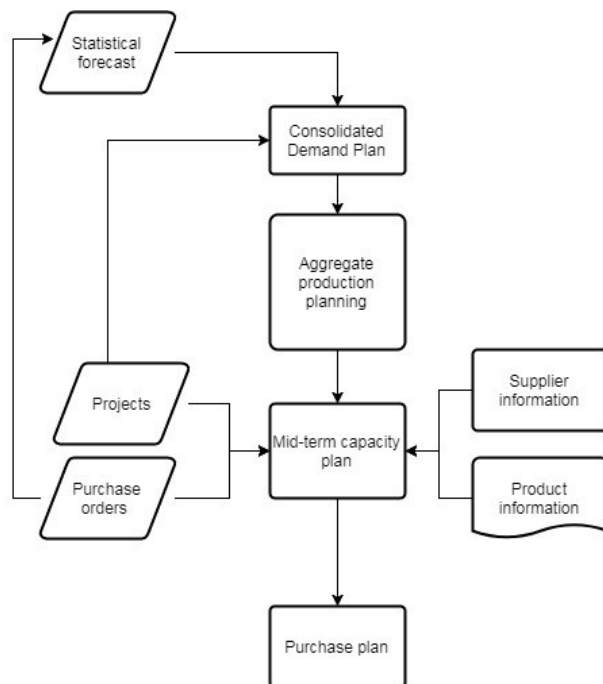 Statistical
forecast
Consolidated
Demand Plan
Aggregate
production
planning
Projects
Supplier
information
Mid-term capacity
plan
Purchase
orders
Product
information
Purchase plan